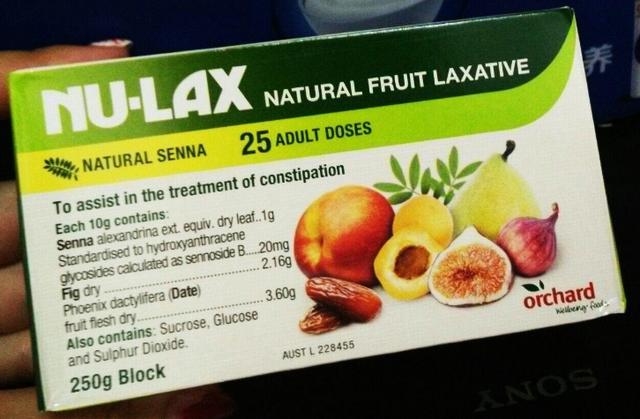 NU-LAX NATURAL FRUIT LAXATIVE
NATURAL SENNA 25 ADULT DOSES
To assist in the treatment of constipation
Each 10g contains:
Senna alexandrina ext. equiv. dry leaf..1g
Standardised to hydroxyanthracene
glycosides calculated as sennoside B....20mg
Fig dry ........................ 2.16g
Phoenix dactylifera (Date)
fruit flesh dry........................ 3.60g
Also contains: Sucrose, Glucose
and Sulphur Dioxide.
250g Block
AUST L 228455
orchard
Wellbeing foods
养
SONY